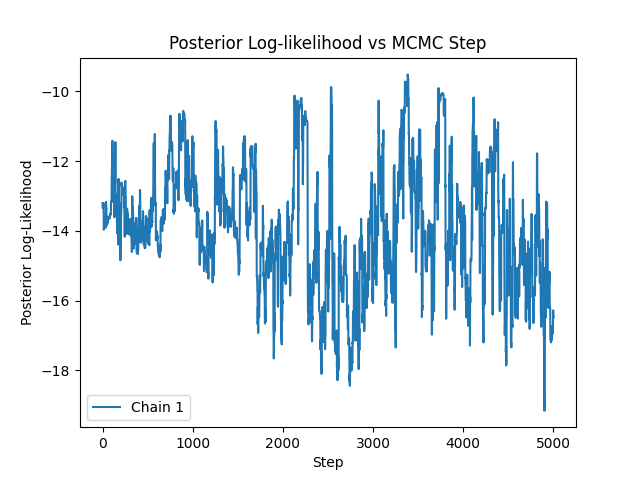 Posterior Log-likelihood vs MCMC Step
Posterior Log-Likelihood
−10
−12
−14
−16
−18
Chain 1
0 1000 2000 3000 4000 5000
Step